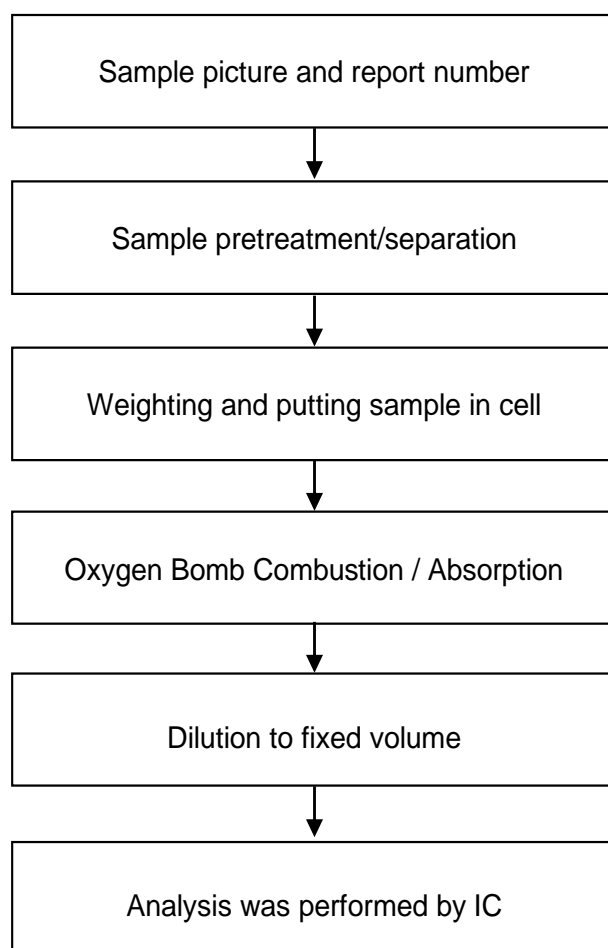 Sample picture and report number
Sample pretreatment/separation
Weighting and putting sample in cell
Oxygen Bomb Combustion / Absorption
Dilution to fixed volume
Analysis was performed by IC